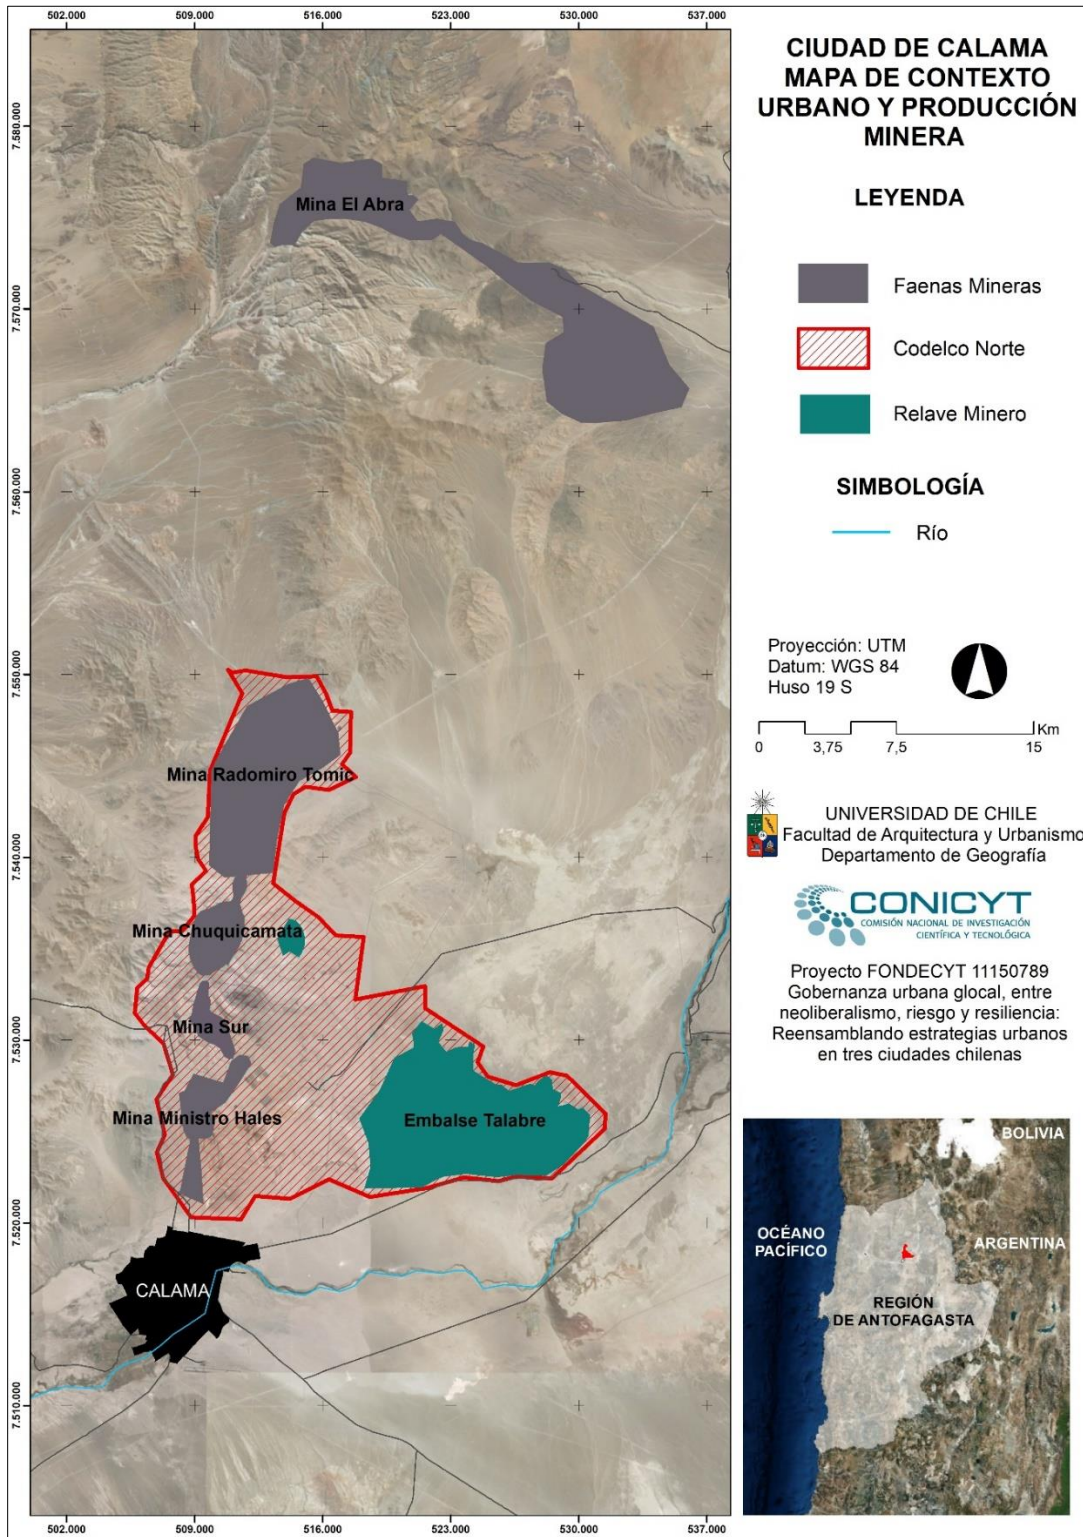 502.000 509.000 516.000 523.000 530.000 537.000
7.580.000
7.570.000
7.560.000
7.550.000
7.540.000
7.530.000
7.520.000
7.510.000
Mina El Abra
Mina Radomiro Tomic
Mina Chuquicamata
Mina Sur
Mina Ministro Hales
Embalse Talabre
CALAMA
502.000 509.000 516.000 523.000 530.000 537.000
CIUDAD DE CALAMA
MAPA DE CONTEXTO
URBANO Y PRODUCCIÓN
MINERA
LEYENDA
Faenas Mineras
Codelco Norte
Relave Minero
SIMBOLOGÍA
Río
Proyección: UTM
Datum: WGS 84
Huso 19 S
Km
0 3,75 7,5 15
UNIVERSIDAD DE CHILE
Facultad de Arquitectura y Urbanismo
Departamento de Geografía
CONICYT
COMISIÓN NACIONAL DE INVESTIGACIÓN
CIENTÍFICA Y TECNOLÓGICA
Proyecto FONDECYT 11150789
Gobernanza urbana glocal, entre
neoliberalismo, riesgo y resiliencia:
Reensamblando estrategias urbanos
en tres ciudades chilenas
BOLIVIA
OCÉANO
PACÍFICO
ARGENTINA
REGIÓN
DE ANTOFAGASTA